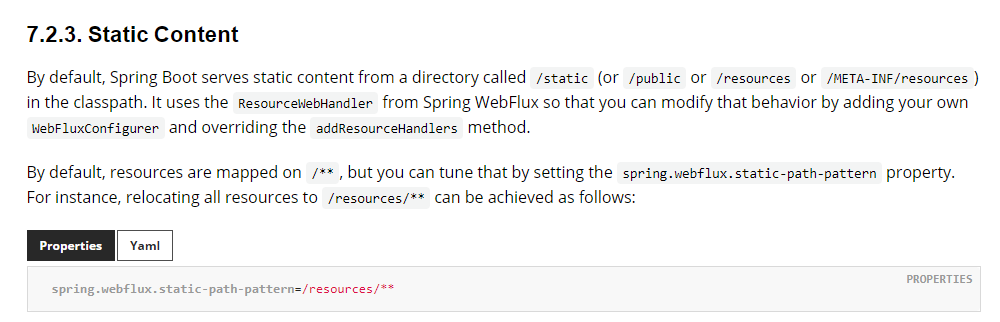 7.2.3. Static Content
By default, Spring Boot serves static content from a directory called /static (or /public or /resources or /META-INF/resources )
in the classpath. It uses the ResourceWebHandler from Spring WebFlux so that you can modify that behavior by adding your own
WebFluxConfigurer and overriding the addResourceHandlers method.
By default, resources are mapped on /** , but you can tune that by setting the spring.webflux.static-path-pattern property.
For instance, relocating all resources to /resources/** can be achieved as follows:
Properties Yaml
PROPERTIES
spring.webflux.static-path-pattern=/resources/**